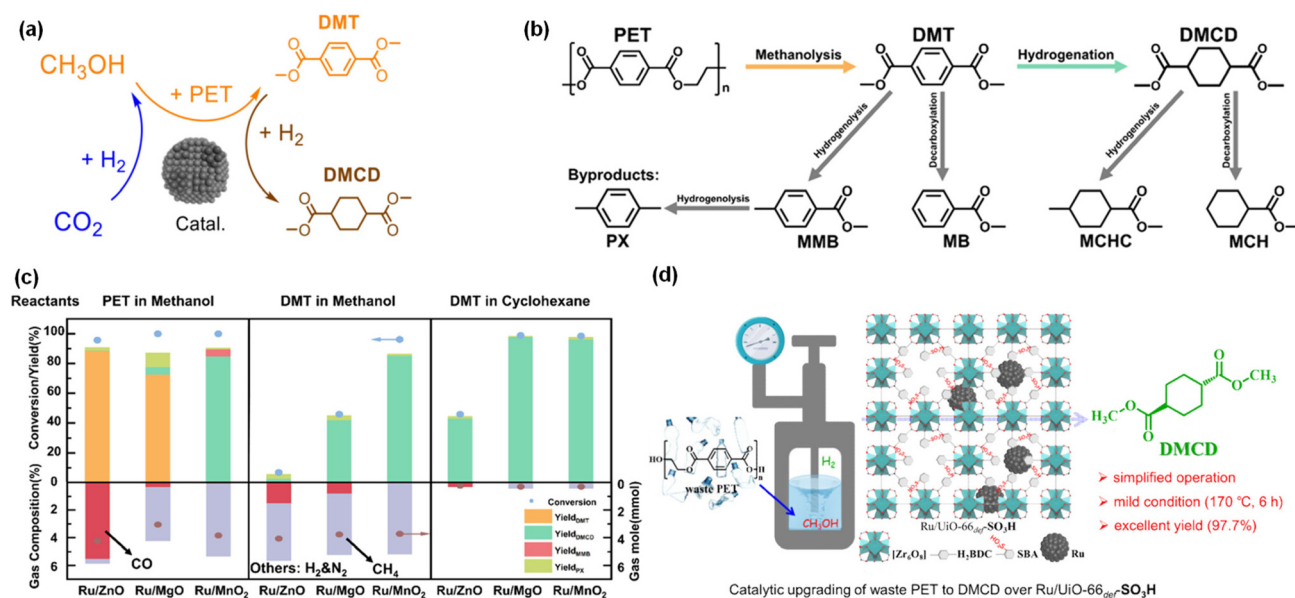 (a)
DMT
CH3OH
+ PET
+ H2
+ H2
DMCD
CO2
Catal.
(b)
PET
Methanolysis
DMT
Hydrogenation
DMCD
n
Hydrogenolysis
Decarboxylation
Hydrogenolysis
Decarboxylation
Byproducts:
Hydrogenolysis
PX
MMB
MB
MCHC
MCH
(c)
Reactants
PET in Methanol
DMT in Methanol
DMT in Cyclohexane
Conversion/Yield(%)
100
80
60
40
20
0
Gas Composition(%)
2
4
6
CO
Others: H2&N2
CH4
Conversion
YieldDMT
YieldDMCD
YieldMMB
YieldPX
0
2
4
6
Gas mole(mmol)
Ru/ZnO
Ru/MgO
Ru/MnO2
Ru/ZnO
Ru/MgO
Ru/MnO2
Ru/ZnO
Ru/MgO
Ru/MnO2
(d)
HO
O
H
n
waste PET
H2
CH3OH
Ru/UiO-66def-SO3H
[Zr6O8]
H2BDC
HO3S
SBA
Ru
O
CH3
H3C
O
DMCD
➤ simplified operation
➤ mild condition (170 °C, 6 h)
➤ excellent yield (97.7%)
Catalytic upgrading of waste PET to DMCD over Ru/UiO-66def-SO3H